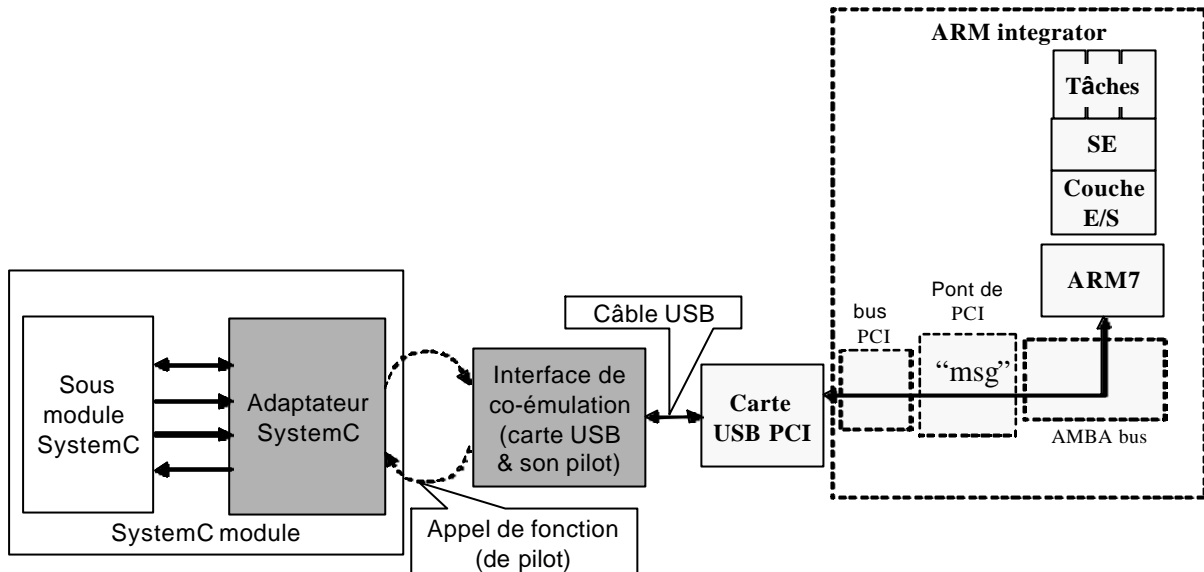 ARM integrator
Tâches
SE
Couche
E/S
ARM7
Pont de
PCI
bus
PCI
"msg"
AMBA bus
Câble USB
Carte
USB PCI
Interface de
co-émulation
(carte USB
& son pilot)
Sous
module
SystemC
Adaptateur
SystemC
SystemC module
Appel de fonction
(de pilot)